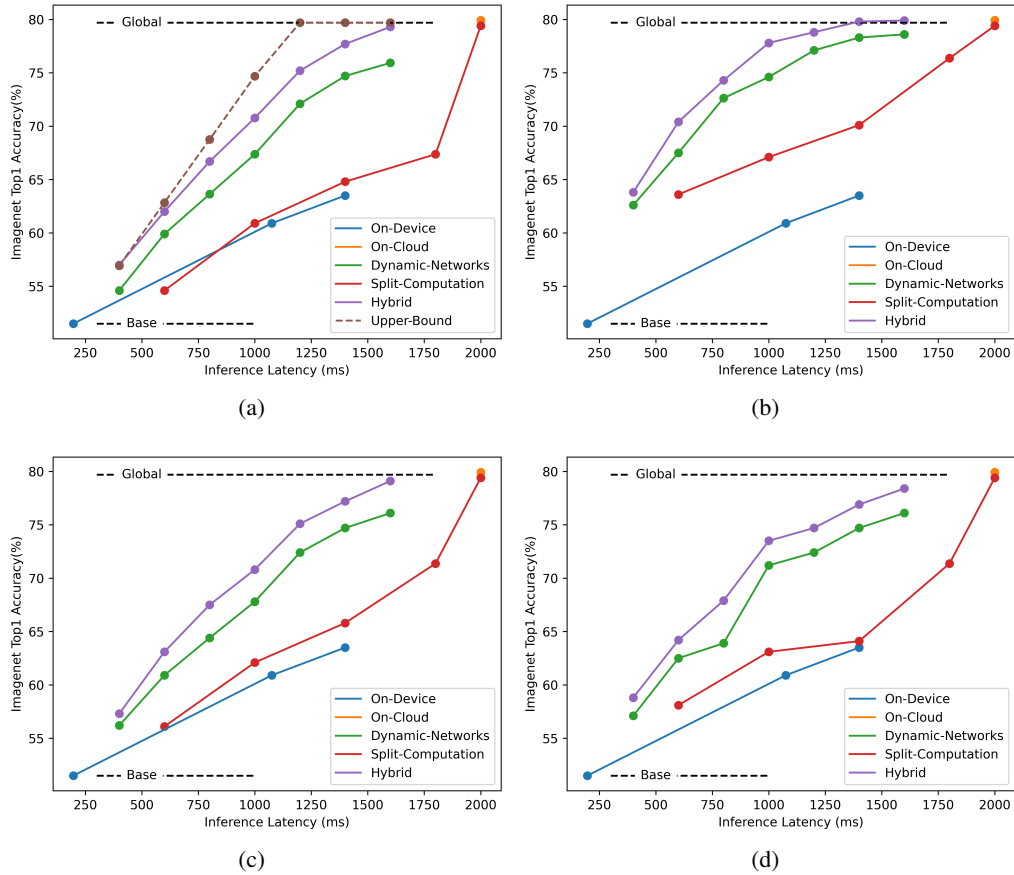 80
75
70
65
60
55
Imagenet Top1 Accuracy(%)
Global
Base
On-Device
On-Cloud
Dynamic-Networks
Split-Computation
Hybrid
Upper-Bound
250 500 750 1000 1250 1500 1750 2000
Inference Latency (ms)
(a)
80
75
70
65
60
55
Imagenet Top1 Accuracy(%)
Global
Base
On-Device
On-Cloud
Dynamic-Networks
Split-Computation
Hybrid
250 500 750 1000 1250 1500 1750 2000
Inference Latency (ms)
(b)
80
75
70
65
60
55
Imagenet Top1 Accuracy(%)
Global
Base
On-Device
On-Cloud
Dynamic-Networks
Split-Computation
Hybrid
250 500 750 1000 1250 1500 1750 2000
Inference Latency (ms)
(c)
80
75
70
65
60
55
Imagenet Top1 Accuracy(%)
Global
Base
On-Device
On-Cloud
Dynamic-Networks
Split-Computation
Hybrid
250 500 750 1000 1250 1500 1750 2000
Inference Latency (ms)
(d)